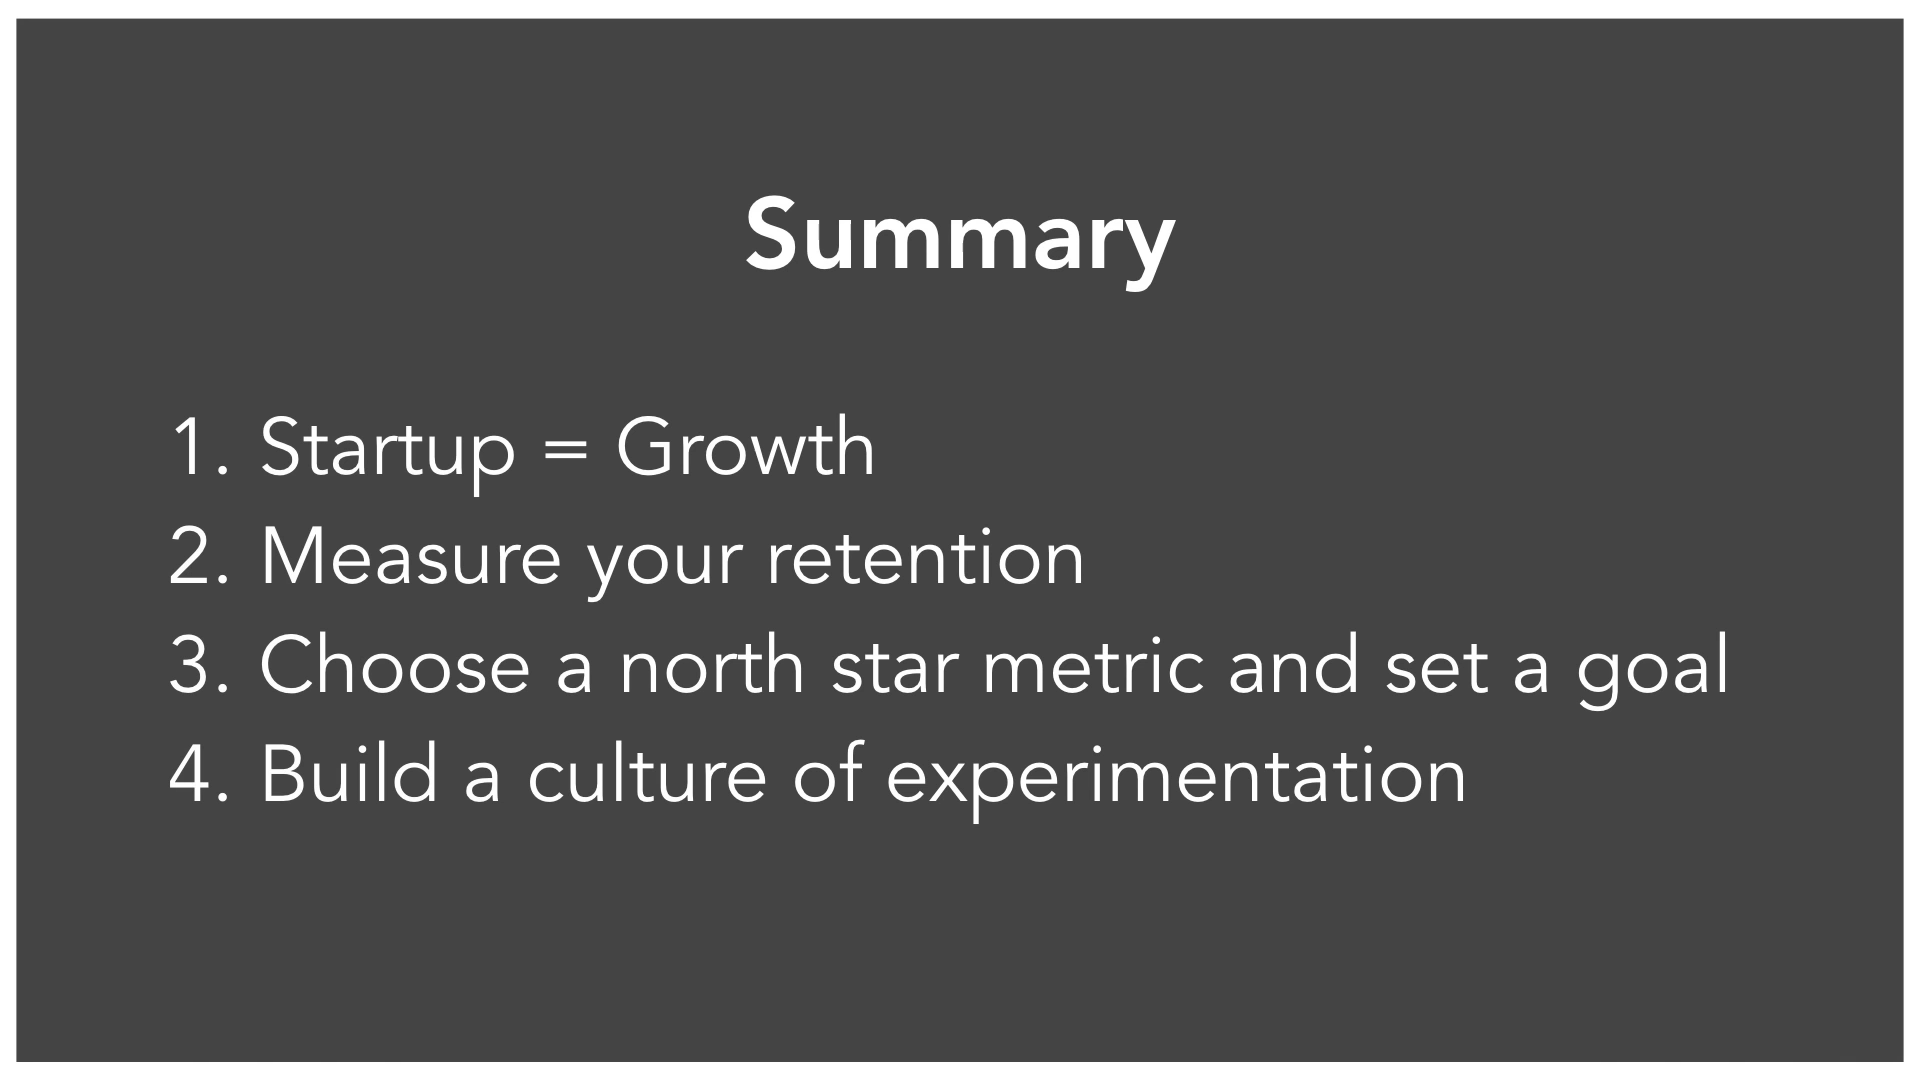 Summary
1. Startup = Growth
2. Measure your retention
3. Choose a north star metric and set a goal
4. Build a culture of experimentation